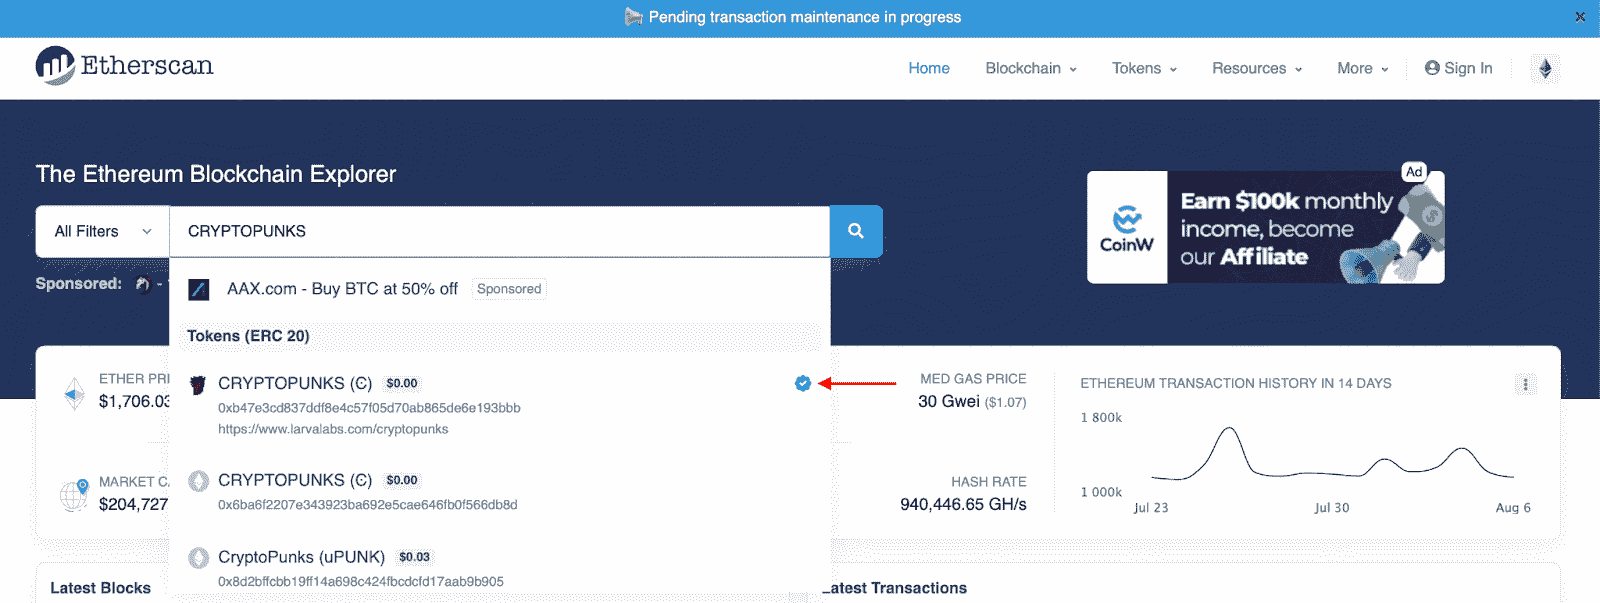 Pending transaction maintenance in progress
×
Etherscan
Home Blockchain Tokens Resources More Sign In
The Ethereum Blockchain Explorer
All Filters CRYPTOPUNKS
Sponsored: -
AAX.com - Buy BTC at 50% off Sponsored
Tokens (ERC 20)
CRYPTOPUNKS (Ͼ) $0.00
0xb47e3cd837ddf8e4c57f05d70ab865de6e193bbb
https://www.larvalabs.com/cryptopunks
CRYPTOPUNKS (Ͼ) $0.00
0x6ba6f2207e343923ba692e5cae646fb0f566db8d
CryptoPunks (uPUNK) $0.03
0x8d2bffcbb19ff14a698c424fbcdcfd17aab9b905
Ad
CoinW
Earn $100k monthly
income, become
our Affiliate
ETHER PRI
$1,706.03
MARKET CA
$204,727
MED GAS PRICE
30 Gwei ($1.07)
HASH RATE
940,446.65 GH/s
ETHEREUM TRANSACTION HISTORY IN 14 DAYS
1 800k
1 000k
Jul 23 Jul 30 Aug 6
Latest Blocks
Latest Transactions